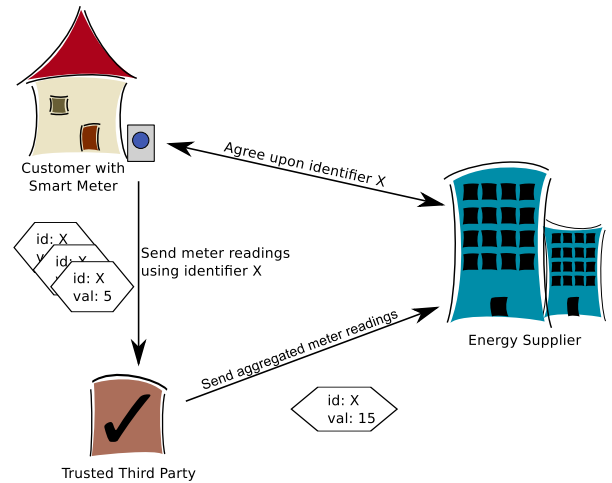 Customer with
Smart Meter
Agree upon identifier X
id: X
v
id: X
id: X
val: 5
Send meter readings
using identifier X
Send aggregated meter readings
Energy Supplier
id: X
val: 15
Trusted Third Party